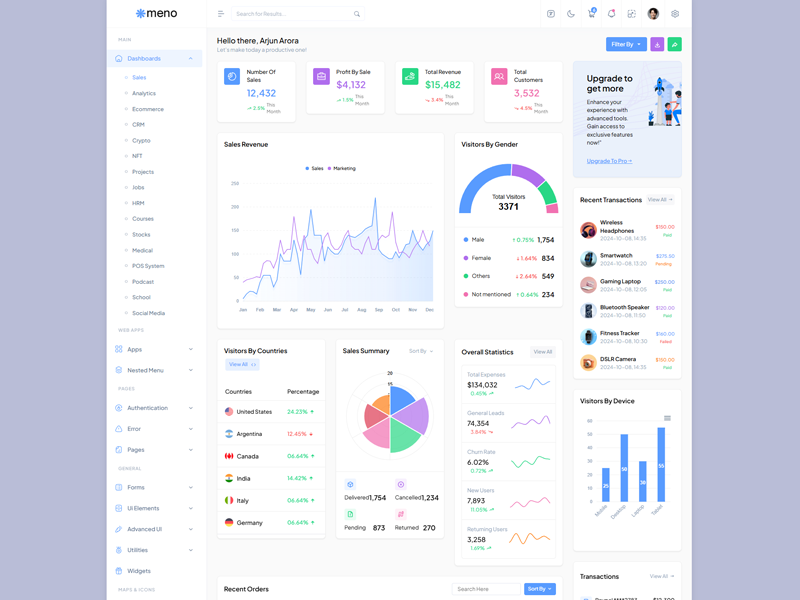 meno
Search for Results...
MAIN
Dashboards
Sales
Analytics
Ecommerce
CRM
Crypto
NFT
Projects
Jobs
HRM
Courses
Stocks
Medical
POS System
Podcast
School
Social Media
WEB APPS
Apps
Nested Menu
PAGES
Authentication
Error
Pages
GENERAL
Forms
UI Elements
Advanced UI
Utilities
Widgets
MAPS & ICONS
Hello there, Arjun Arora
Let's make today a productive one!
Filter By
Number Of Sales
12,432
2.5% This Month
Profit By Sale
$4,132
1.5% This Month
Total Revenue
$15,482
3.4% This Month
Total Customers
3,532
4.5% This Month
Upgrade to get more
Enhance your
experience with
advanced tools.
Gain access to
exclusive features
now!"
Upgrade To Pro
Sales Revenue
Sales Marketing
250
200
150
100
50
0
Jan Feb Mar Apr May Jun Jul Aug Sep Oct Nov Dec
Visitors By Gender
Total Visitors
3371
Male 0.75% 1,754
Female 1.64% 834
Others 2.64% 549
Not mentioned 0.64% 234
Recent Transactions
View All
Wireless Headphones $150.00
2024-10-08, 14:35 Paid
Smartwatch $275.50
2024-10-08, 13:20 Pending
Gaming Laptop $250.00
2024-10-08, 12:05 Paid
Bluetooth Speaker $120.00
2024-10-08, 11:50 Paid
Fitness Tracker $160.00
2024-10-08, 10:30 Failed
DSLR Camera $150.00
2024-10-08, 14:35 Paid
Visitors By Countries
View All
Countries Percentage
United States 24.23%
Argentina 12.45%
Canada 06.64%
India 14.42%
Italy 06.64%
Germany 06.64%
Sales Summary
Sort By
20
15
Delivered 1,754
Cancelled 1,234
Pending 873
Returned 270
Overall Statistics
View All
Total Expenses
$134,032
0.45%
General Leads
74,354
3.84%
Churn Rate
6.02%
0.72%
New Users
7,893
11.05%
Returning Users
3,258
1.69%
Visitors By Device
60
50
40
30
20
10
0
25 50 30 55
Mobile Desktop Laptop Tablet
Recent Orders
Search Here
Sort By
Transactions
View All